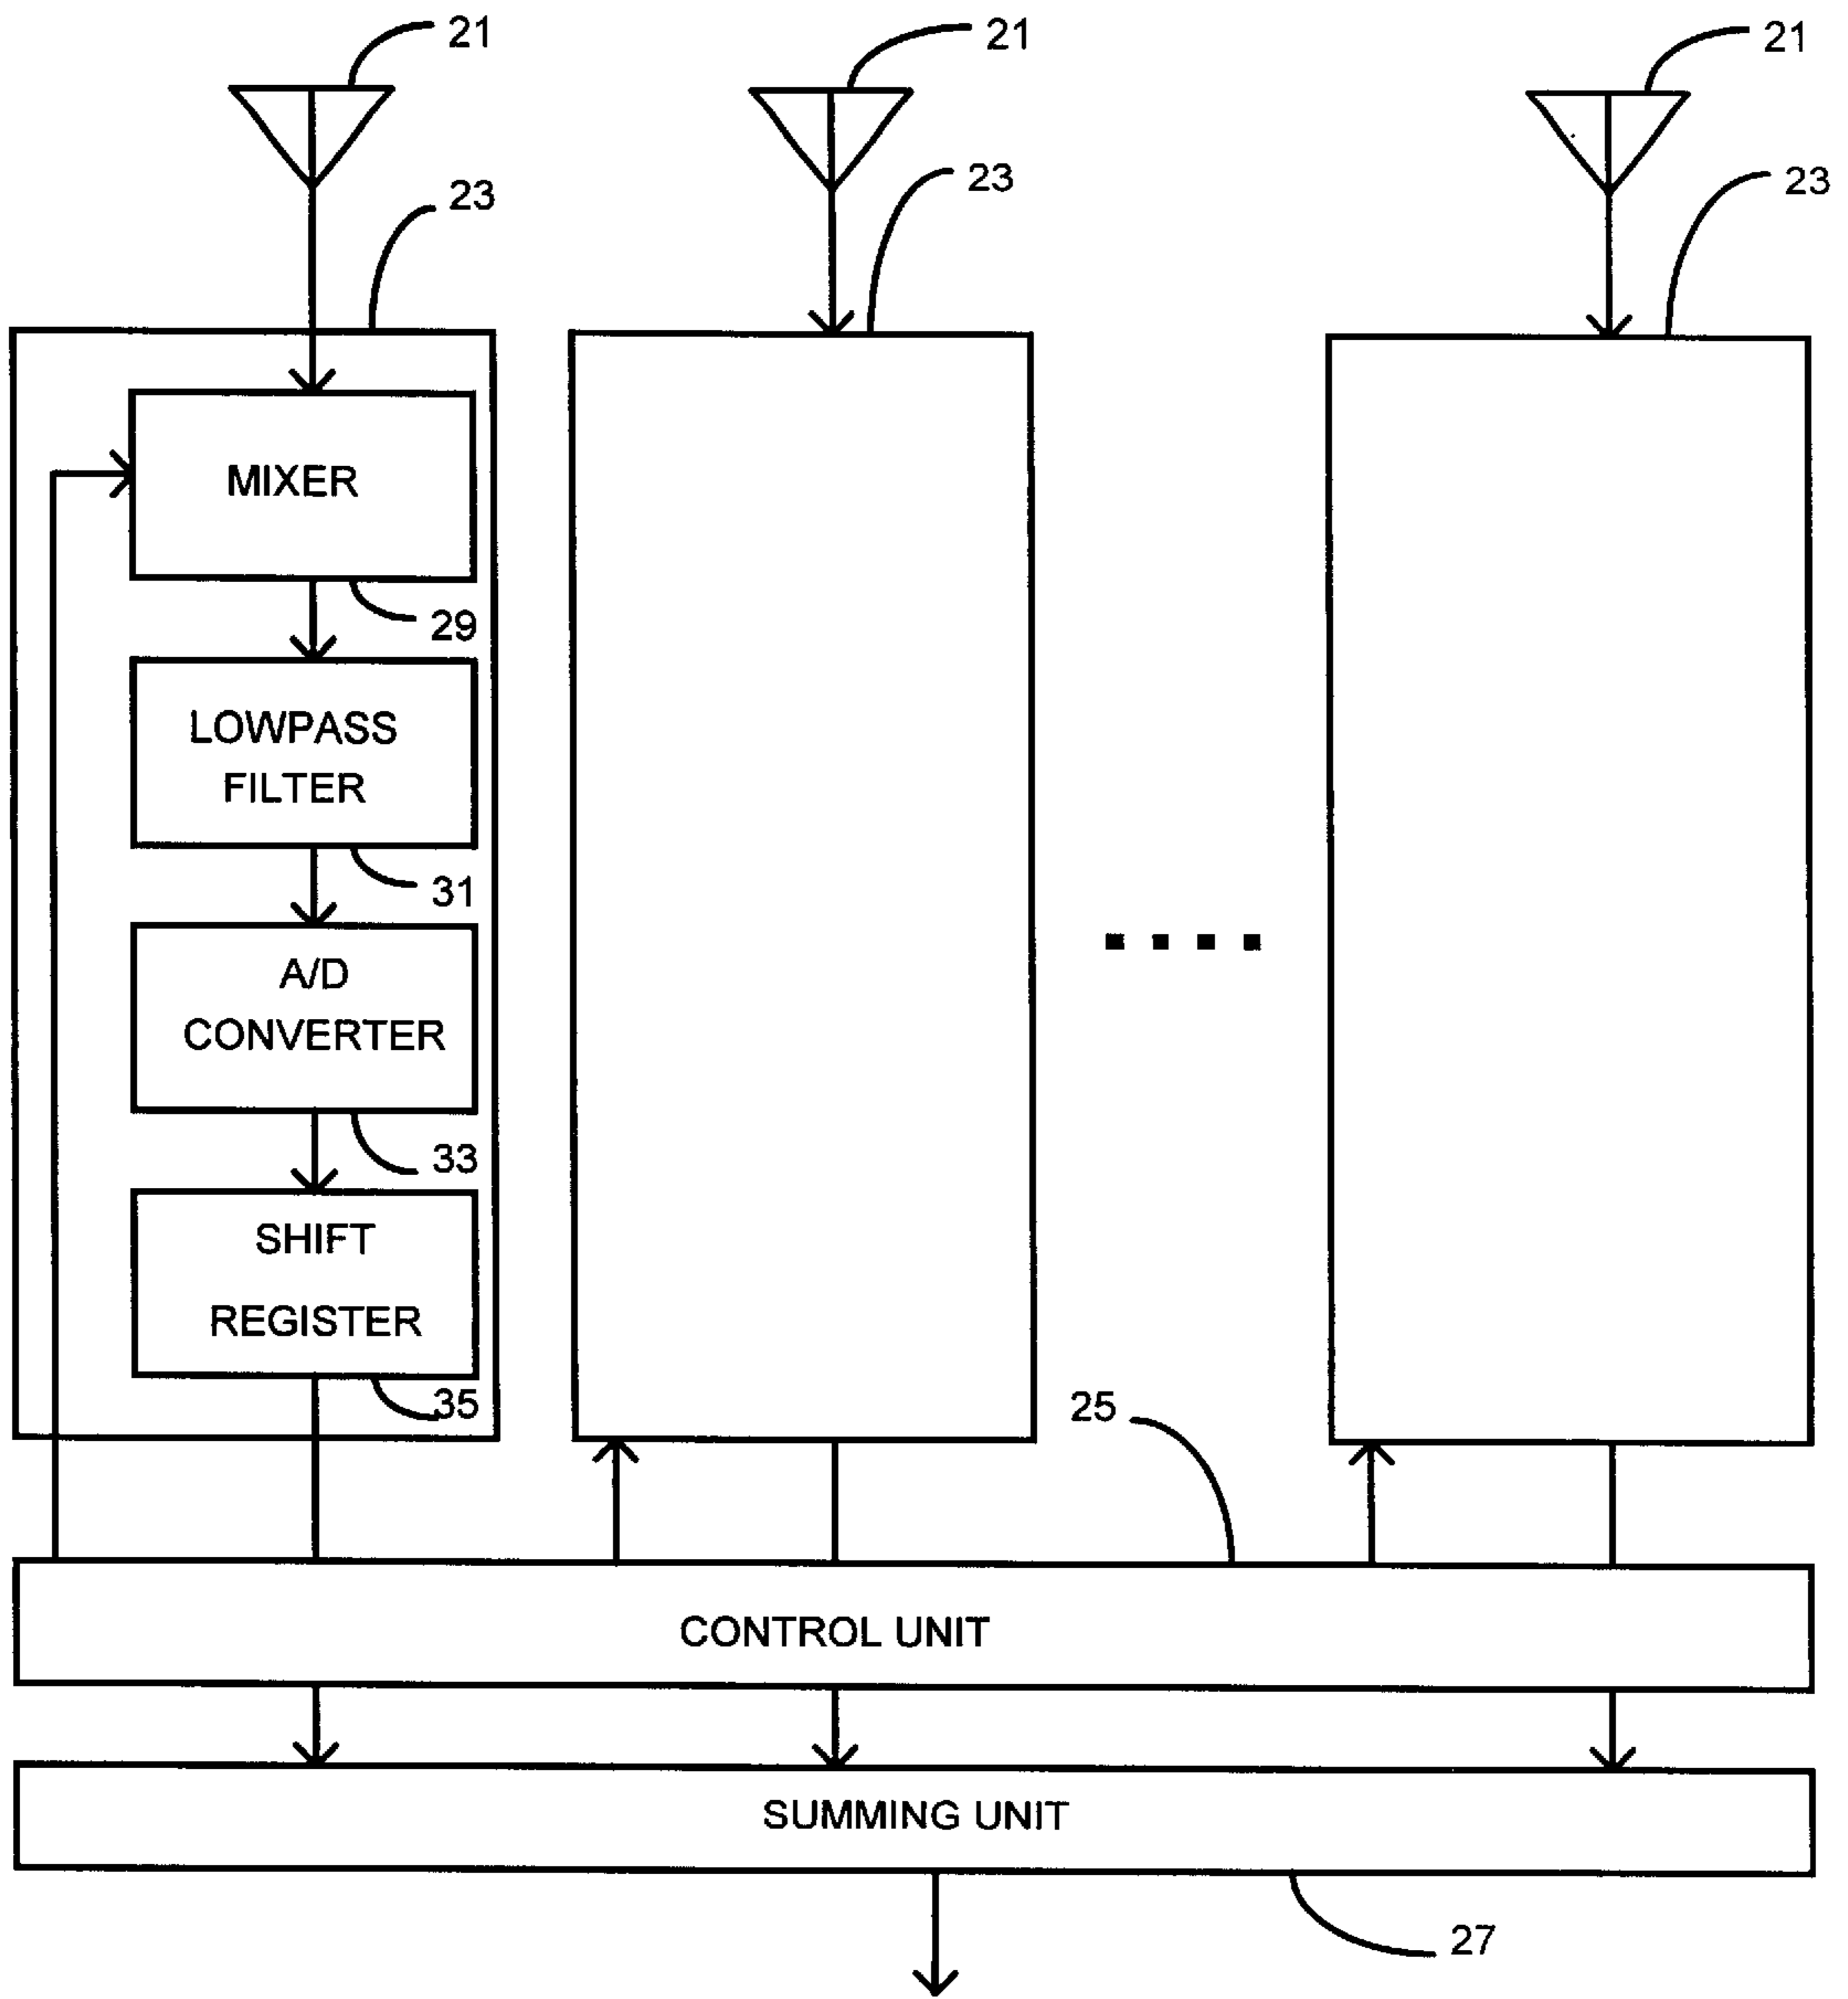 21
21
21
23
23
23
MIXER
29
LOWPASS
FILTER
31
A/D
CONVERTER
33
SHIFT
REGISTER
35
25
CONTROL UNIT
SUMMING UNIT
27